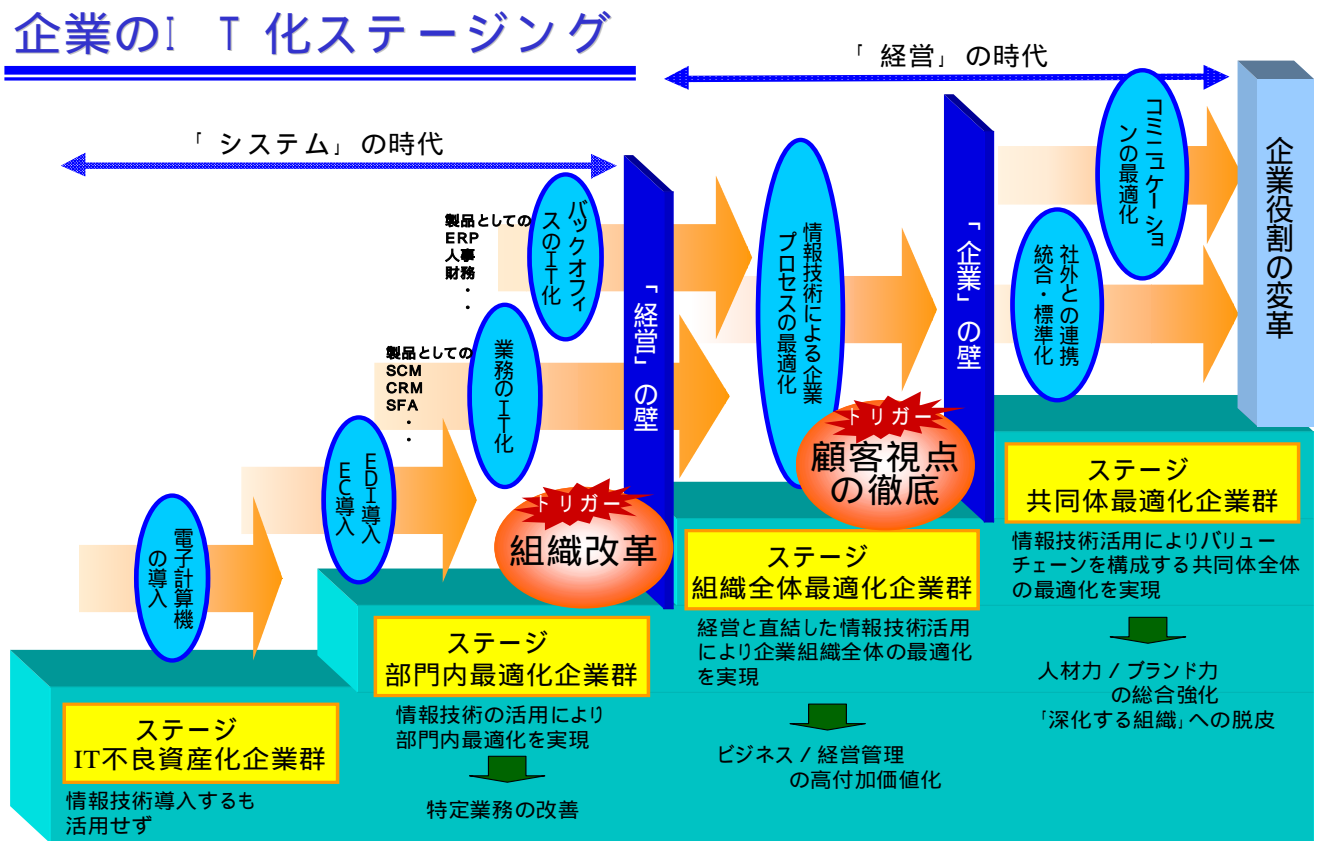 企業のI T 化ステージング
「 経営」 の時代
「 システム」 の時代
製品としての
ERP
人事
財務
・
・
バックオフィ
スのIT化
製品としての
SCM
CRM
SFA
・
・
業務のIT化
EDI導入
EC導入
電子計算機
の導入
「経営」の壁
情報技術による企業
プロセスの最適化
「企業」の壁
コミニュケーショ
ンの最適化
社外との連携
統合・標準化
企業役割の変革
トリガー
組織改革
トリガー
顧客視点
の徹底
ステージ
IT不良資産化企業群
情報技術導入するも
活用せず
ステージ
部門内最適化企業群
情報技術の活用により
部門内最適化を実現
特定業務の改善
ステージ
組織全体最適化企業群
経営と直結した情報技術活用
により企業組織全体の最適化
を実現
ビジネス / 経営管理
の高付加価値化
ステージ
共同体最適化企業群
情報技術活用によりバリュー
チェーンを構成する共同体全体
の最適化を実現
人材力 / ブランド力
の総合強化
「深化する組織」への脱皮